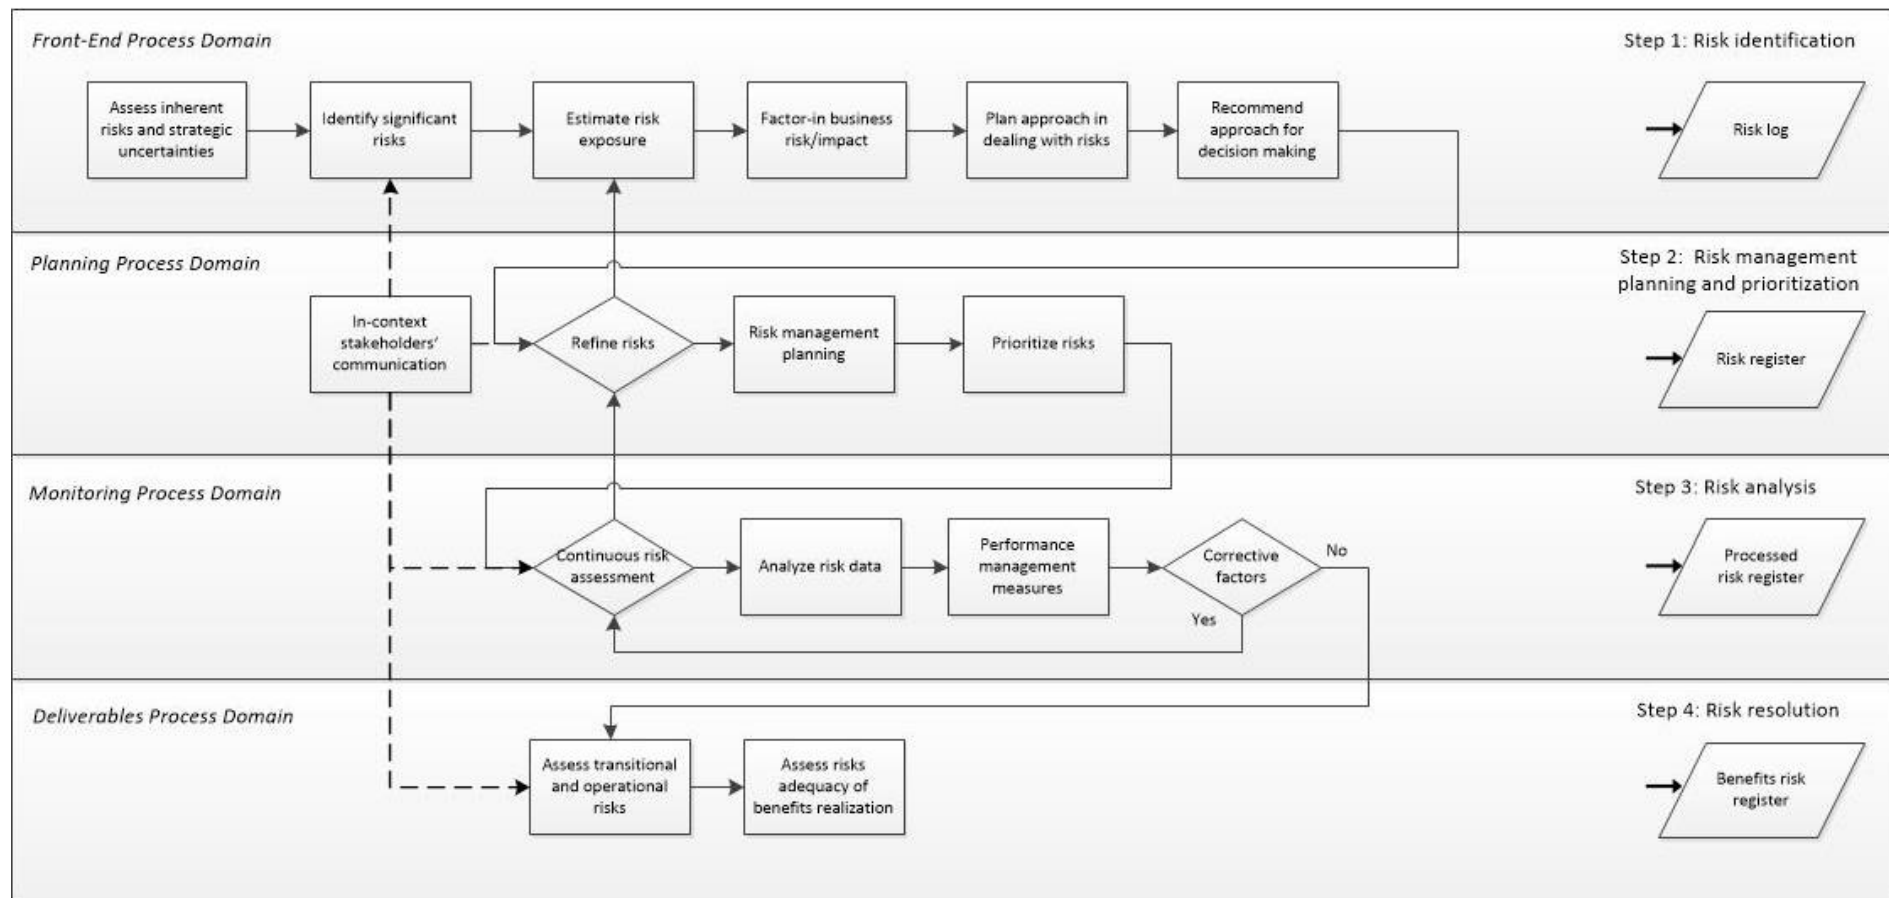 Front-End Process Domain
Step 1: Risk identification
Assess inherent
risks and strategic
uncertainties
Identify significant
risks
Estimate risk
exposure
Factor-in business
risk/impact
Plan approach in
dealing with risks
Recommend
approach for
decision making
Risk log
Planning Process Domain
Step 2:  Risk management
planning and prioritization
In-context
stakeholders’
communication
Refine risks
Risk management
planning
Prioritize risks
Risk register
Monitoring Process Domain
Step 3: Risk analysis
Continuous risk
assessment
Analyze risk data
Performance
management
measures
Corrective
factors
No
Yes
Processed
risk register
Deliverables Process Domain
Step 4: Risk resolution
Assess transitional
and operational
risks
Assess risks
adequacy of
benefits realization
Benefits risk
register